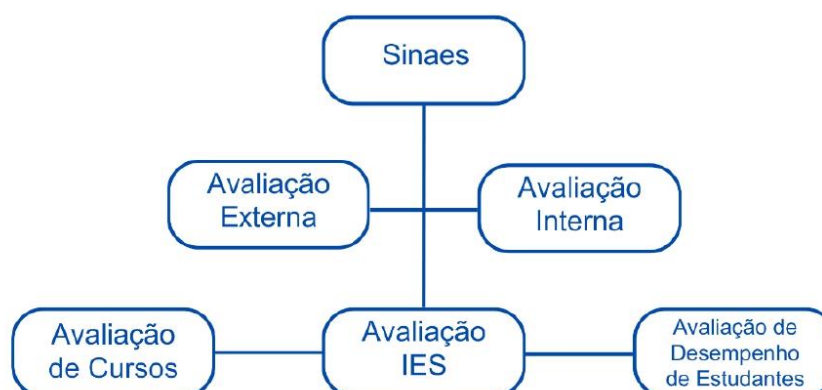 Sinaes
Avaliação
Externa
Avaliação
Interna
Avaliação
de Cursos
Avaliação
IES
Avaliação de
Desempenho
de Estudantes